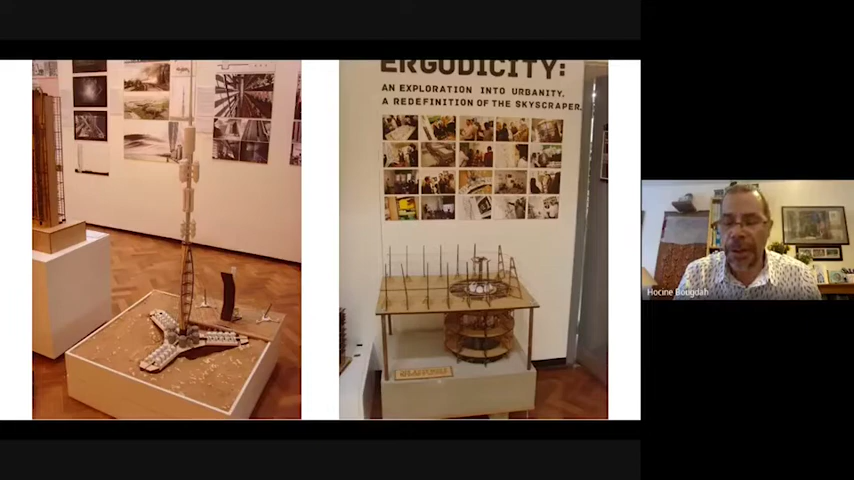 ERGODICITY:
AN EXPLORATION INTO URBANITY,
A REDEFINITION OF THE SKYSCRAPER.
Hocine Bougdah